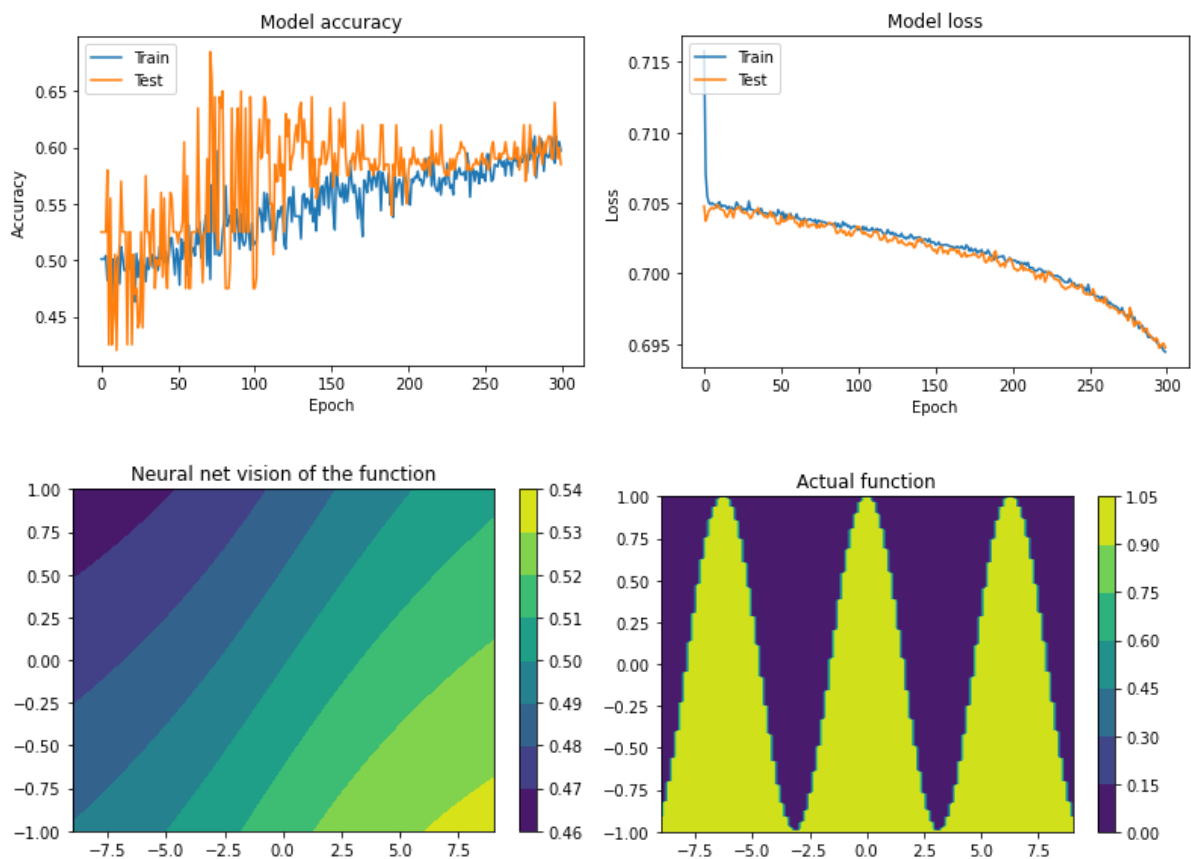 Model accuracy
Train
Test
0.65
0.60
0.55
0.50
0.45
Accuracy
0 50 100 150 200 250 300
Epoch
Model loss
Train
Test
0.715
0.710
0.705
0.700
0.695
Loss
0 50 100 150 200 250 300
Epoch
Neural net vision of the function
1.00
0.75
0.50
0.25
0.00
−0.25
−0.50
−0.75
−1.00
−7.5 −5.0 −2.5 0.0 2.5 5.0 7.5
0.54
0.53
0.52
0.51
0.50
0.49
0.48
0.47
0.46
Actual function
1.00
0.75
0.50
0.25
0.00
−0.25
−0.50
−0.75
−1.00
−7.5 −5.0 −2.5 0.0 2.5 5.0 7.5
1.05
0.90
0.75
0.60
0.45
0.30
0.15
0.00